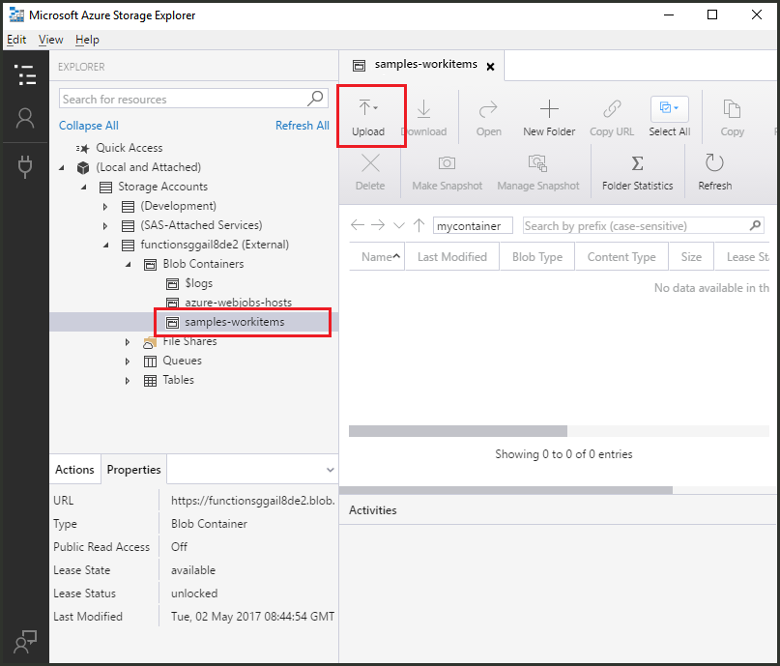 Microsoft Azure Storage Explorer
Edit View Help
EXPLORER
Search for resources
Collapse All Refresh All
Quick Access
(Local and Attached)
Storage Accounts
(Development)
(SAS-Attached Services)
functionsggail8de2 (External)
Blob Containers
$logs
azure-webjobs-hosts
samples-workitems
File Shares
Queues
Tables
Actions Properties
URL https://functionsggail8de2.blob.
Type Blob Container
Public Read Access Off
Lease State available
Lease Status unlocked
Last Modified Tue, 02 May 2017 08:44:54 GMT
samples-workitems
Upload Download Open New Folder Copy URL Select All Copy
Delete Make Snapshot Manage Snapshot Folder Statistics Refresh
mycontainer Search by prefix (case-sensitive)
Name Last Modified Blob Type Content Type Size Lease Sta
No data available in th
Showing 0 to 0 of 0 entries
Activities